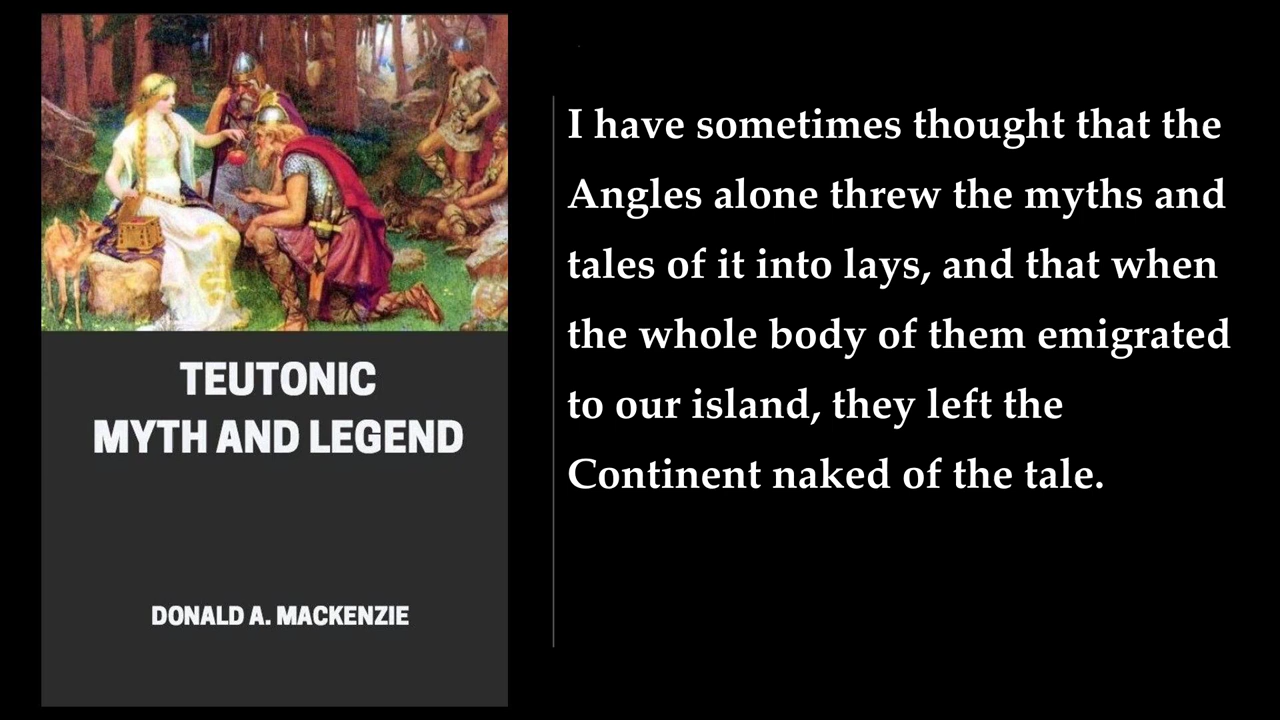 TEUTONIC
MYTH AND LEGEND
DONALD A. MACKENZIE
I have sometimes thought that the
Angles alone threw the myths and
tales of it into lays, and that when
the whole body of them emigrated
to our island, they left the
Continent naked of the tale.